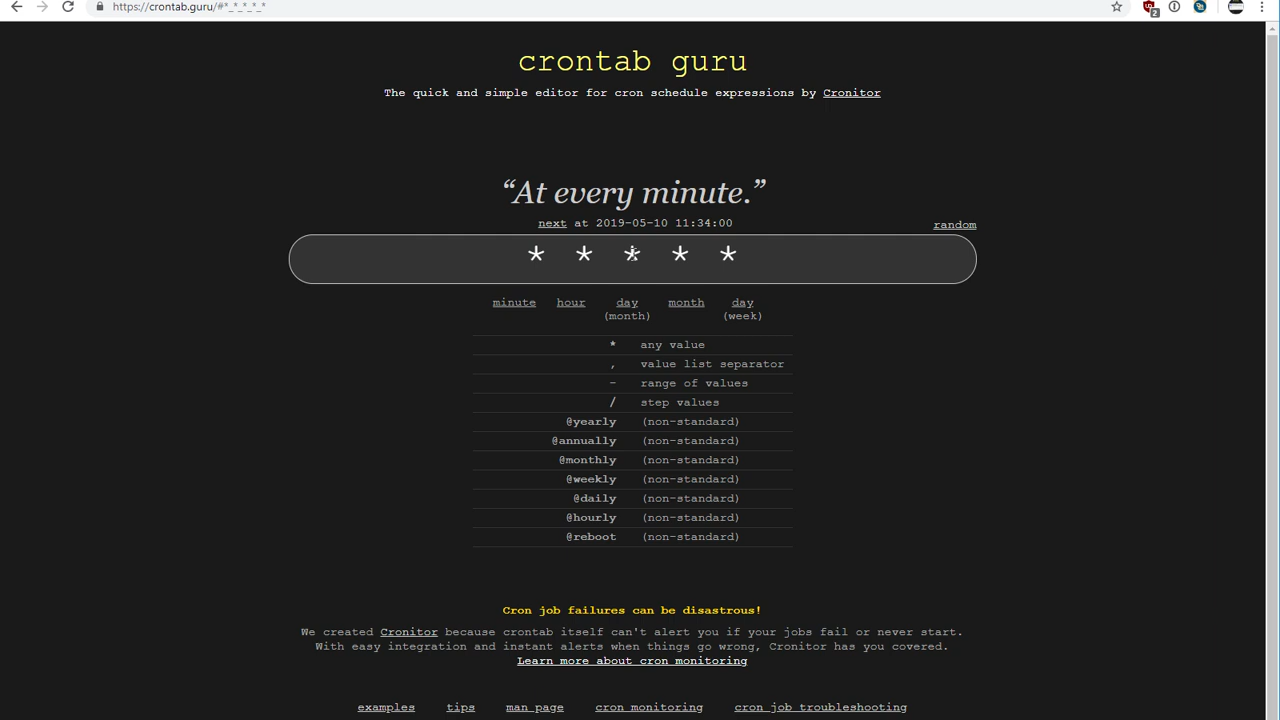 https://crontab.guru/#*_*_*_*_*
2
crontab guru
The quick and simple editor for cron schedule expressions by Cronitor
“At every minute.”
next at 2019-05-10 11:34:00
random
* * * * *
minute hour day (month) month day (week)
* any value
, value list separator
- range of values
/ step values
@yearly (non-standard)
@annually (non-standard)
@monthly (non-standard)
@weekly (non-standard)
@daily (non-standard)
@hourly (non-standard)
@reboot (non-standard)
Cron job failures can be disastrous!
We created Cronitor because crontab itself can't alert you if your jobs fail or never start.
With easy integration and instant alerts when things go wrong, Cronitor has you covered.
Learn more about cron monitoring
examples tips man page cron monitoring cron job troubleshooting